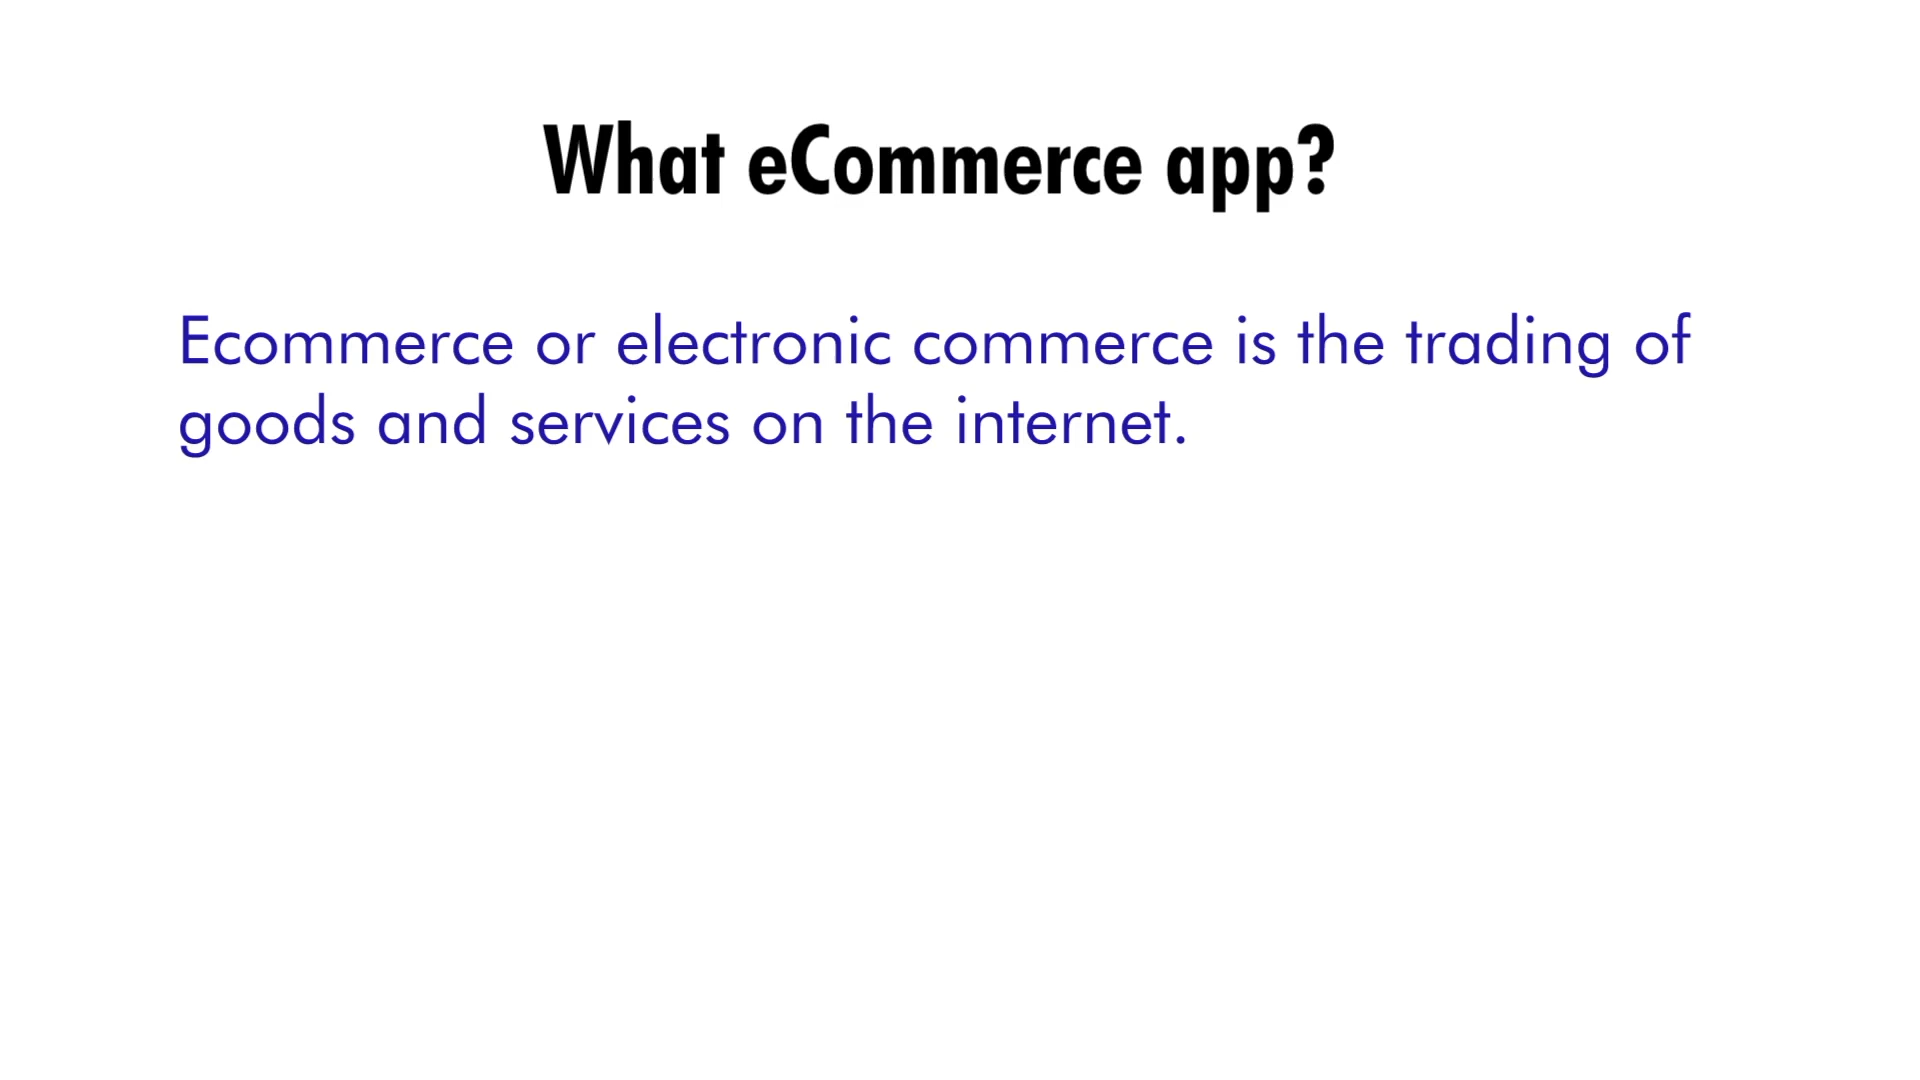 What eCommerce app?
Ecommerce or electronic commerce is the trading of
goods and services on the internet.